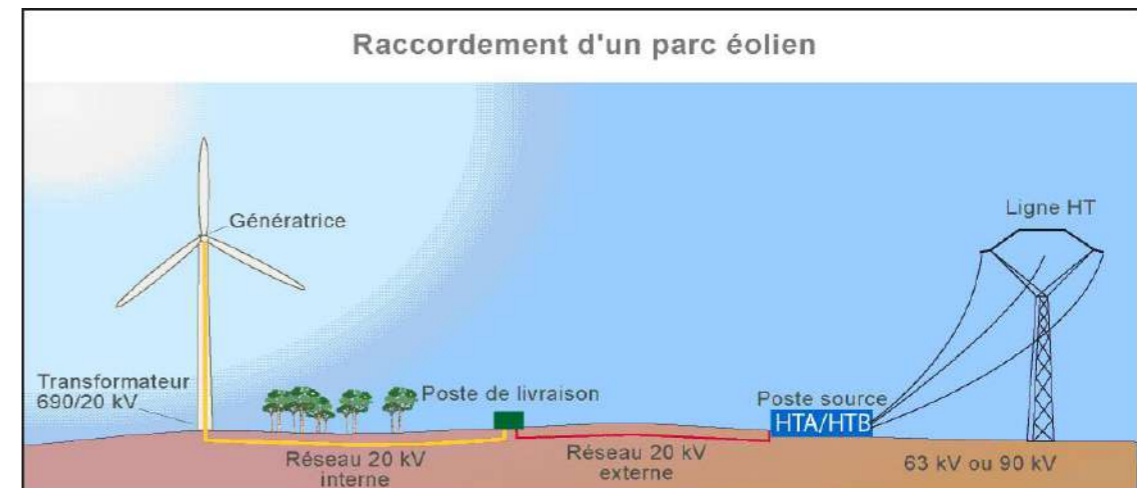 Raccordement d'un parc éolien
Génératrice
Ligne HT
Transformateur
690/20 kV
Poste de livraison
Poste source
HTA/HTB
Réseau 20 kV
interne
Réseau 20 kV
externe
63 kV ou 90 kV